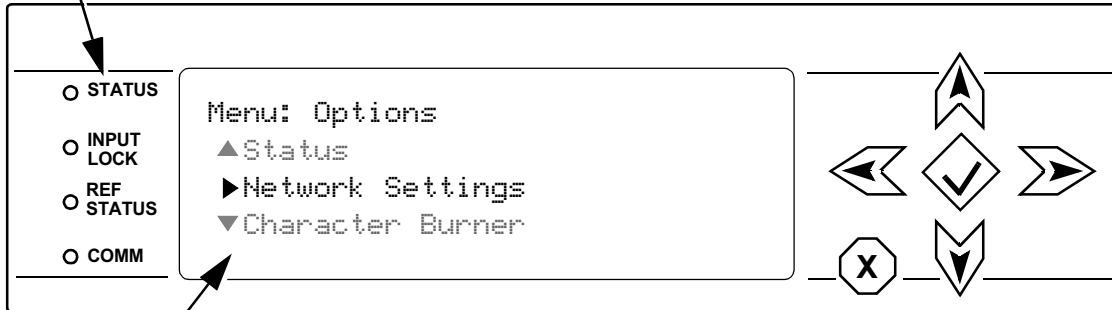 STATUS
INPUT
LOCK
REF
STATUS
COMM
Menu: Options
▲Status
▶Network Settings
▼Character Burner
X